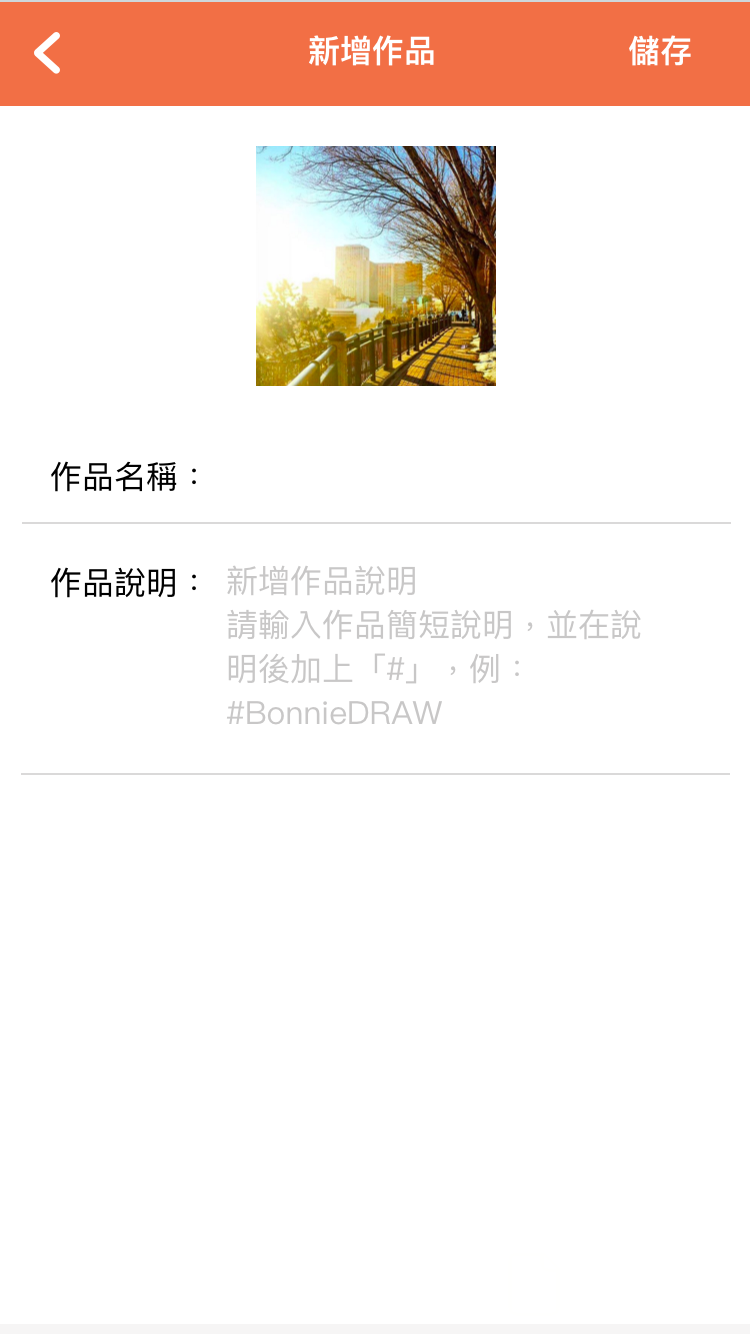 新增作品
儲存
作品名稱：
作品說明：
新增作品說明
請輸入作品簡短說明，並在說
明後加上「#」，例：
#BonnieDRAW